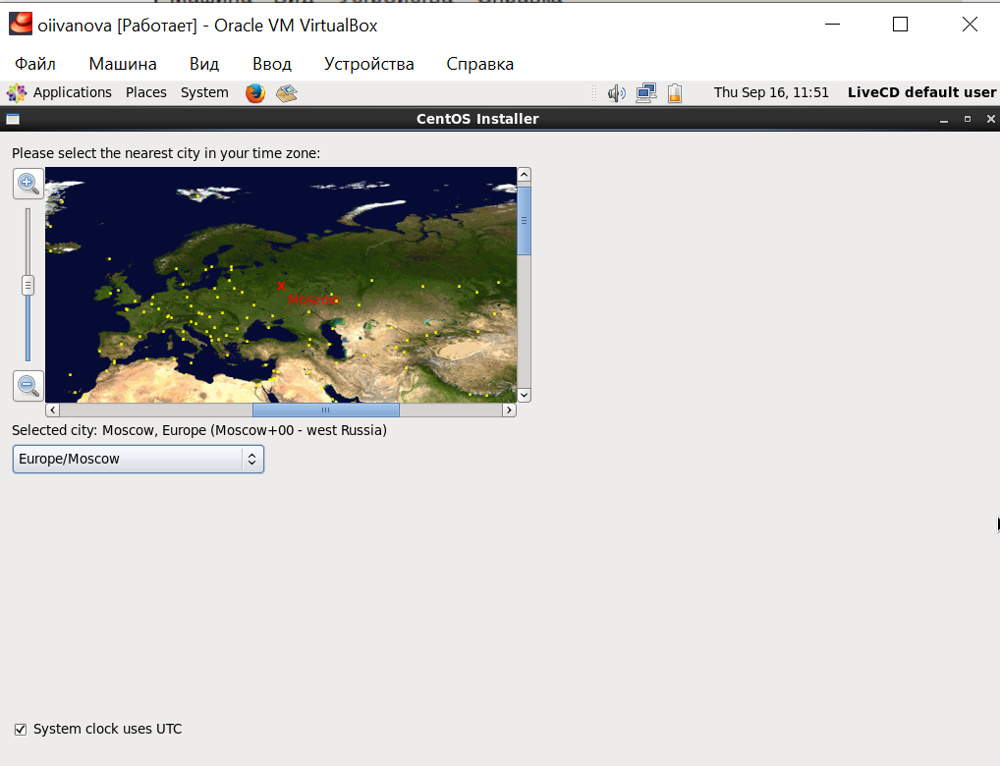 oiivanova [Работает] - Oracle VM VirtualBox
Файл Машина Вид Ввод Устройства Справка
Applications Places System Thu Sep 16, 11:51 LiveCD default user
CentOS Installer
Please select the nearest city in your time zone:
Moscow
Selected city: Moscow, Europe (Moscow+00 - west Russia)
Europe/Moscow
System clock uses UTC